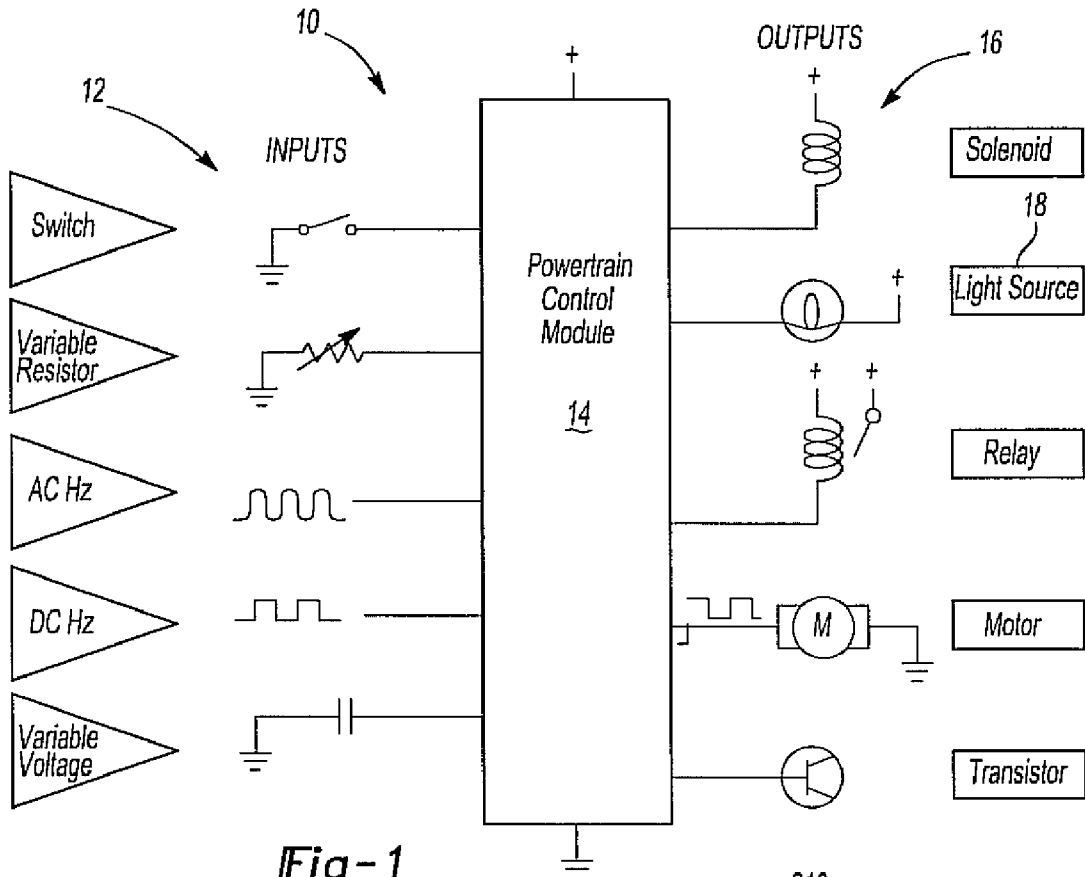 10
OUTPUTS
16
12
INPUTS
+
+
Solenoid
Switch
18
Powertrain
Control
Module
+
Light Source
Variable
Resistor
+
+
14
Relay
AC Hz
DC Hz
M
Motor
Variable
Voltage
Transistor
Fig-1